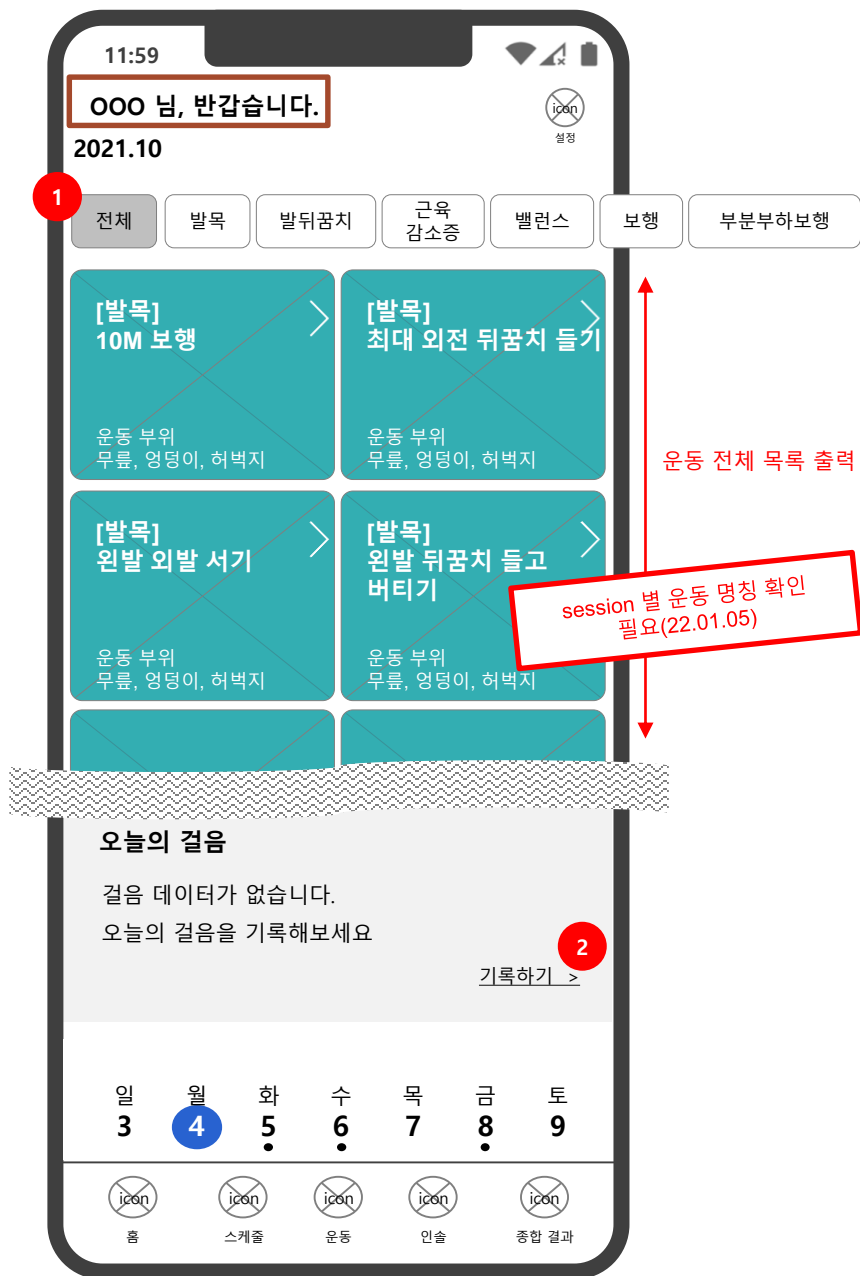 11:59
OOO 님, 반갑습니다.
icon
설정
2021.10
1
전체
발목
발뒤꿈치
근육
감소증
밸런스
보행
부분부하보행
[발목]
10M 보행
운동 부위
무릎, 엉덩이, 허벅지
[발목]
최대 외전 뒤꿈치 들기
운동 부위
무릎, 엉덩이, 허벅지
운동 전체 목록 출력
[발목]
왼발 외발 서기
운동 부위
무릎, 엉덩이, 허벅지
[발목]
왼발 뒤꿈치 들고
버티기
운동 부위
무릎, 엉덩이, 허벅지
session 별 운동 명칭 확인
필요(22.01.05)
오늘의 걸음
걸음 데이터가 없습니다.
오늘의 걸음을 기록해보세요
2
기록하기 >
일 월 화 수 목 금 토
3 4 5 6 7 8 9
icon icon icon icon icon
홈 스케줄 운동 인솔 종합 결과